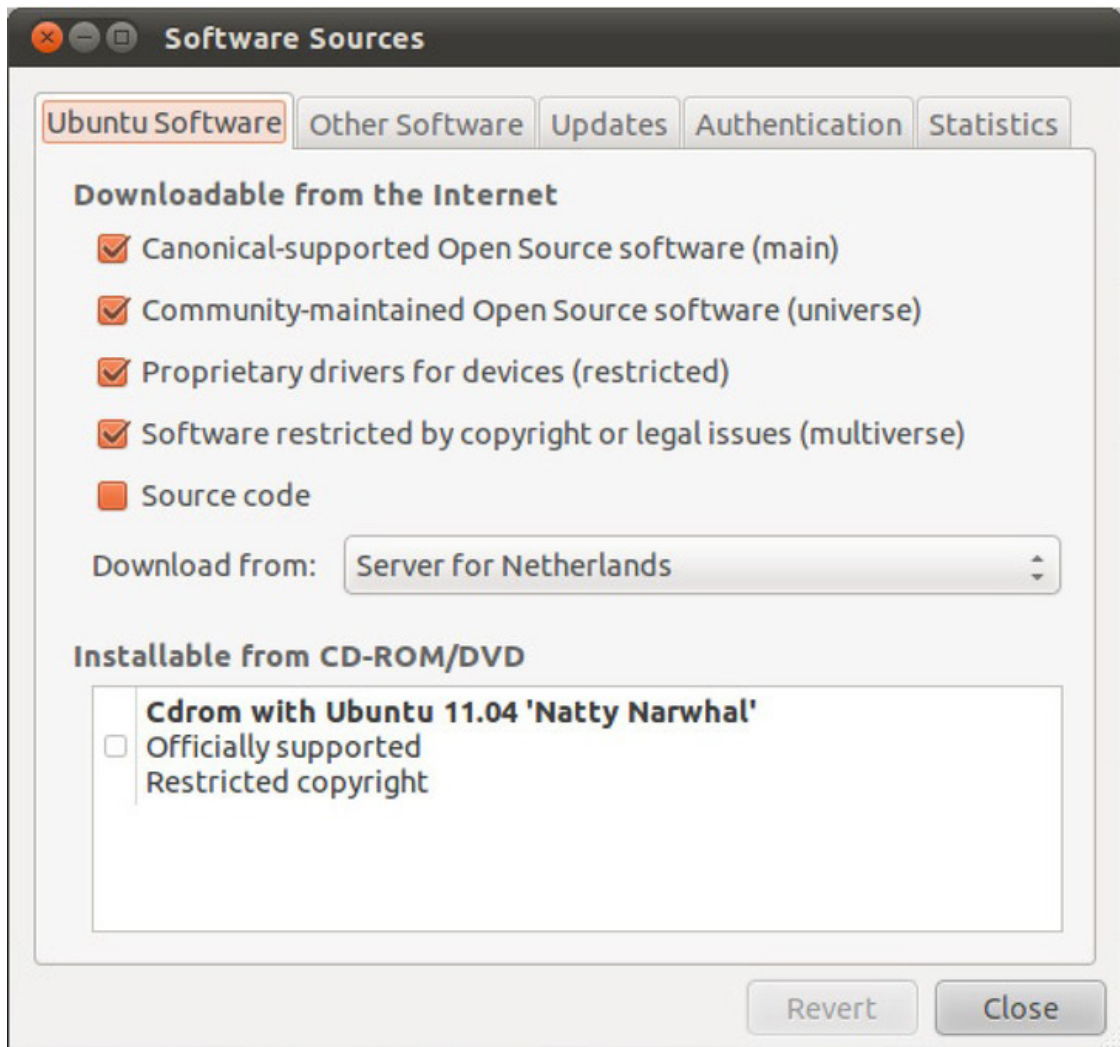 Software Sources
Ubuntu Software Other Software Updates Authentication Statistics
Downloadable from the Internet
Canonical-supported Open Source software (main)
Community-maintained Open Source software (universe)
Proprietary drivers for devices (restricted)
Software restricted by copyright or legal issues (multiverse)
Source code
Download from: Server for Netherlands
Installable from CD-ROM/DVD
Cdrom with Ubuntu 11.04 'Natty Narwhal'
Officially supported
Restricted copyright
Revert Close